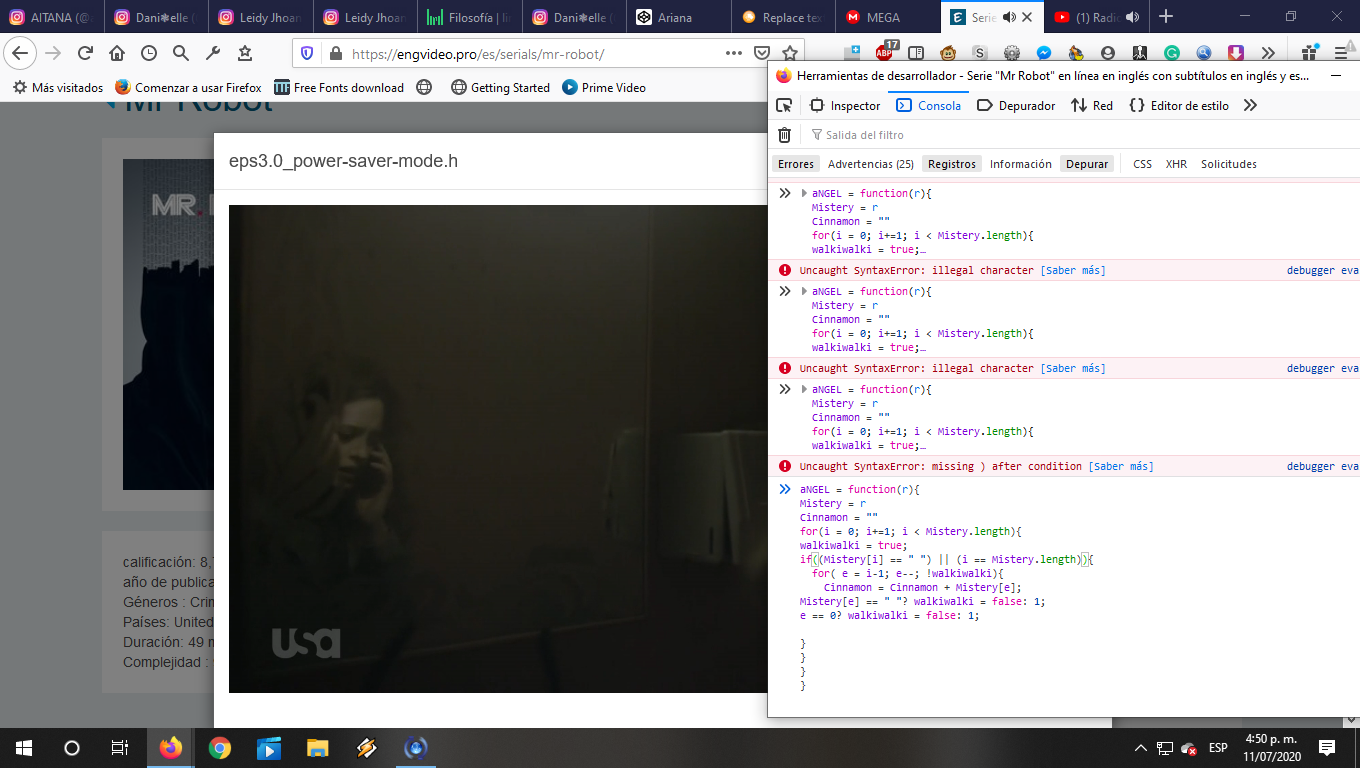 AITANA (@
Dani❃elle (
Leidy Jhoan
Leidy Jhoan
Filosofía | li
Dani❃elle (
Ariana
Replace tex
MEGA
Serie
(1) Radio
https://engvideo.pro/es/serials/mr-robot/
17
Más visitados
Comenzar a usar Firefox
Free Fonts download
Getting Started
Prime Video
Mr Robot
MR.
calificación: 8,
año de publica
Géneros : Crim
Países: United
Duración: 49 m
Complejidad :
eps3.0_power-saver-mode.h
usa
Herramientas de desarrollador - Serie "Mr Robot" en línea en inglés con subtítulos en inglés y es...
Inspector
Consola
Depurador
Red
Editor de estilo
Salida del filtro
Errores
Advertencias (25)
Registros
Información
Depurar
CSS
XHR
Solicitudes
aNGEL = function(r){
Mistery = r
Cinnamon = ""
for(i = 0; i+=1; i < Mistery.length){
walkiwalki = true;…
Uncaught SyntaxError: illegal character [Saber más]
debugger eva
aNGEL = function(r){
Mistery = r
Cinnamon = ""
for(i = 0; i+=1; i < Mistery.length){
walkiwalki = true;…
Uncaught SyntaxError: illegal character [Saber más]
debugger eva
aNGEL = function(r){
Mistery = r
Cinnamon = ""
for(i = 0; i+=1; i < Mistery.length){
walkiwalki = true;…
Uncaught SyntaxError: missing ) after condition [Saber más]
debugger eva
aNGEL = function(r){
Mistery = r
Cinnamon = ""
for(i = 0; i+=1; i < Mistery.length){
walkiwalki = true;
if((Mistery[i] == " ") || (i == Mistery.length)){
for( e = i-1; e--; !walkiwalki){
Cinnamon = Cinnamon + Mistery[e];
Mistery[e] == " "? walkiwalki = false: 1;
e == 0? walkiwalki = false: 1;
}
}
}
}
ESP
4:50 p. m.
11/07/2020